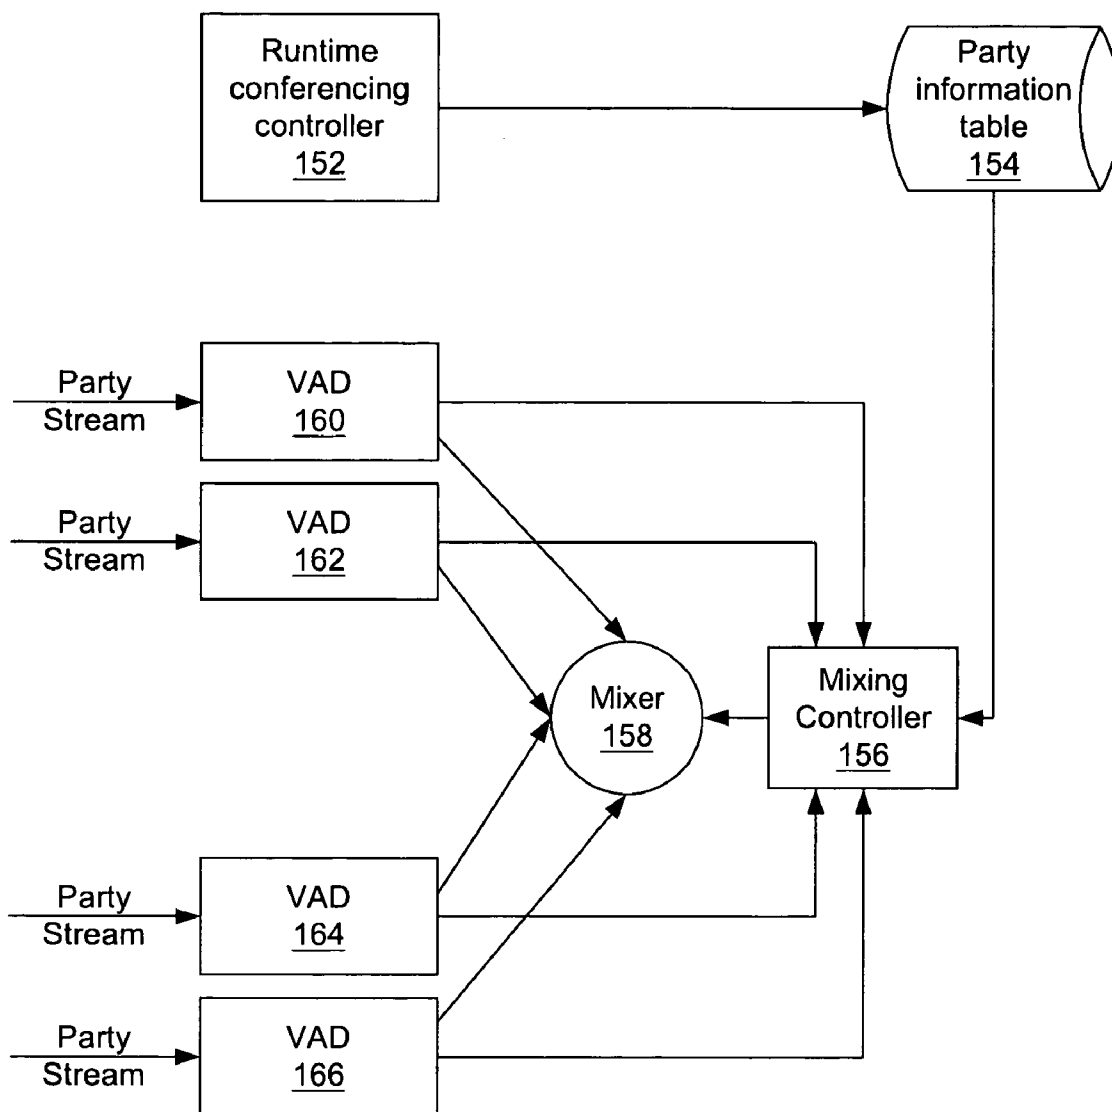 Runtime
conferencing
controller
152
Party
information
table
154
Party
Stream
VAD
160
Party
Stream
VAD
162
Mixer
158
Mixing
Controller
156
Party
Stream
VAD
164
Party
Stream
VAD
166